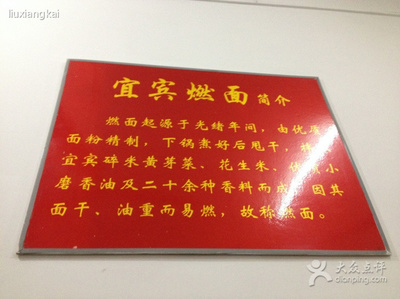 liuxiangkai
宜宾燃面 简介
燃面起源于光绪年间，由优质
面粉精制，下锅煮好后甩干，
宜宾碎米黄芽菜、花生米、优质小
磨香油及二十余种香料而成。因其
面干、油重而易燃，故称燃面。
大众点评
dianping.com